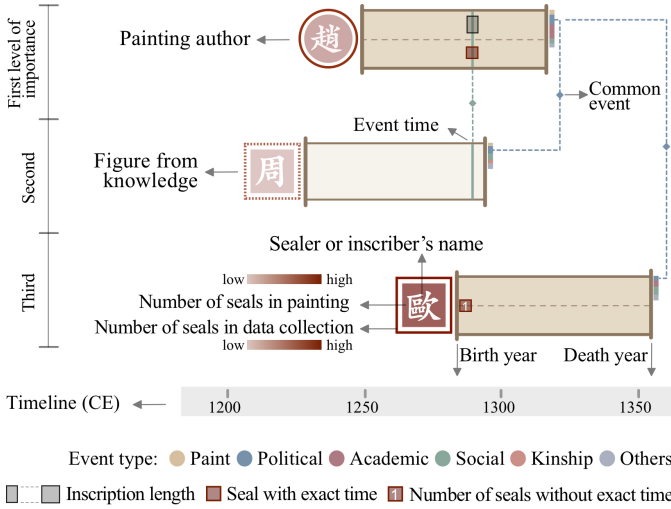 First level of
importance
Painting author
趙
Common
event
Event time
Second
Figure from
knowledge
周
Sealer or inscriber's name
Third
low high
Number of seals in painting
Number of seals in data collection
low high
歐
1
Birth year
Death year
Timeline (CE)
1200
1250
1300
1350
Event type: Paint Political Academic Social Kinship Others
Inscription length Seal with exact time 1 Number of seals without exact time